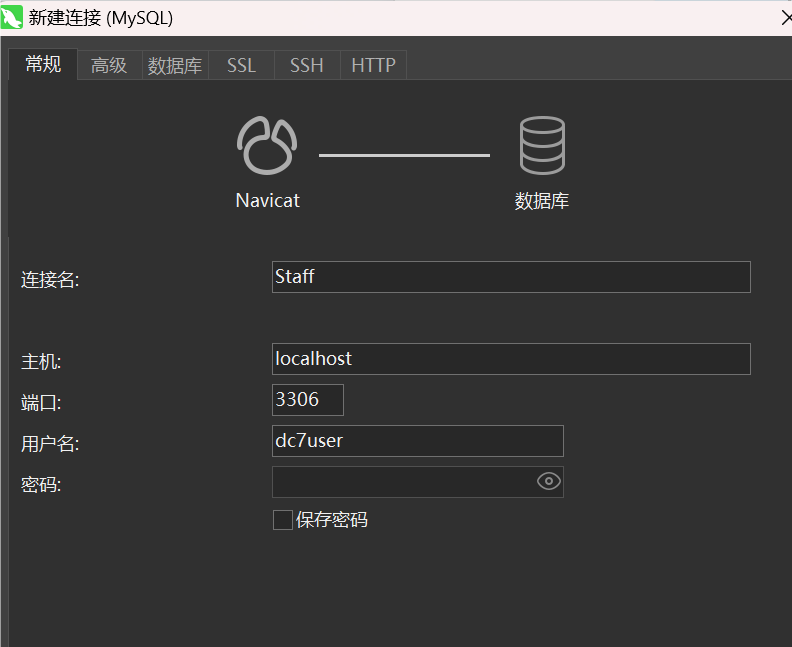 新建连接 (MySQL)
常规 高级 数据库 SSL SSH HTTP
Navicat 数据库
连接名: Staff
主机: localhost
端口: 3306
用户名: dc7user
密码:
保存密码